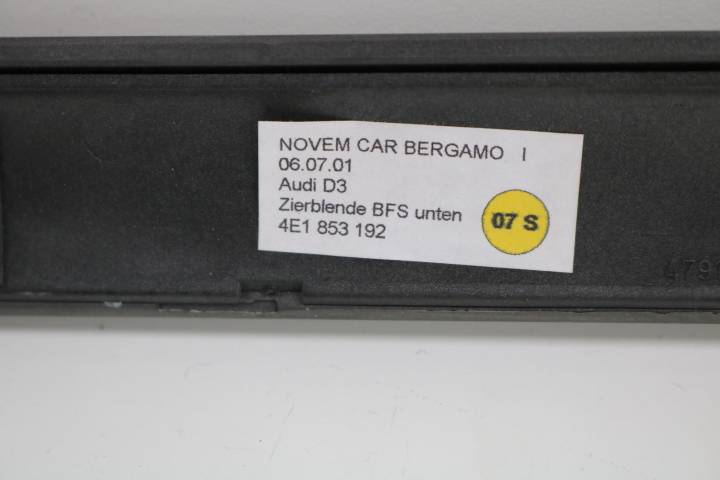 NOVEM CAR BERGAMO I
06.07.01
Audi D3
Zierblende BFS unten
4E1 853 192
07 S